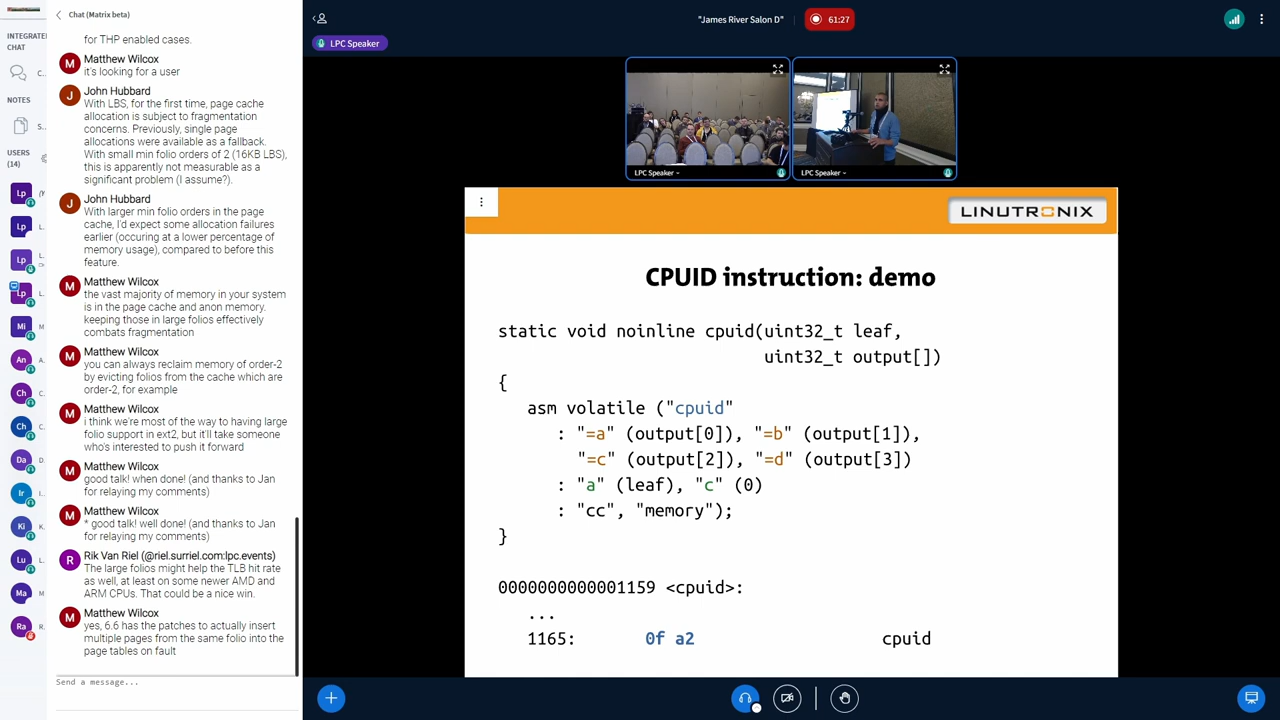 Chat (Matrix beta)
INTEGRATE
CHAT
C.
NOTES
S..
USERS
(14)
Lp
Lp
L.
Lp
L.
Lp
L.
Mi
M
An
A.
Ch
C.
Ch
C.
Da
D.
Ir
I.
Ki
K.
Lu
L.
Ma
M.
Ra
R.
for THP enabled cases.
M
Matthew Wilcox
it's looking for a user
J
John Hubbard
With LBS, for the first time, page cache
allocation is subject to fragmentation
concerns. Previously, single page
allocations were available as a fallback.
With small min folio orders of 2 (16KB LBS),
this is apparently not measurable as a
significant problem (I assume?).
J
John Hubbard
With larger min folio orders in the page
cache, I'd expect some allocation failures
earlier (occuring at a lower percentage of
memory usage), compared to before this
feature.
M
Matthew Wilcox
the vast majority of memory in your system
is in the page cache and anon memory.
keeping those in large folios effectively
combats fragmentation
M
Matthew Wilcox
you can always reclaim memory of order-2
by evicting folios from the cache which are
order-2, for example
M
Matthew Wilcox
i think we're most of the way to having large
folio support in ext2, but it'll take someone
who's interested to push it forward
M
Matthew Wilcox
good talk! when done! (and thanks to Jan
for relaying my comments)
M
Matthew Wilcox
* good talk! well done! (and thanks to Jan
for relaying my comments)
R
Rik Van Riel (@riel.surriel.com:lpc.events)
The large folios might help the TLB hit rate
as well, at least on some newer AMD and
ARM CPUs. That could be a nice win.
M
Matthew Wilcox
yes, 6.6 has the patches to actually insert
multiple pages from the same folio into the
page tables on fault
Send a message...
"James River Salon D"
61:27
LPC Speaker
LPC Speaker
LPC Speaker
LINUTRONIX
CPUID instruction: demo
static void noinline cpuid(uint32_t leaf,
uint32_t output[])
{
asm volatile ("cpuid"
: "=a" (output[0]), "=b" (output[1]),
"=c" (output[2]), "=d" (output[3])
: "a" (leaf), "c" (0)
: "cc", "memory");
}
0000000000001159 <cpuid>:
...
1165: 0f a2 cpuid